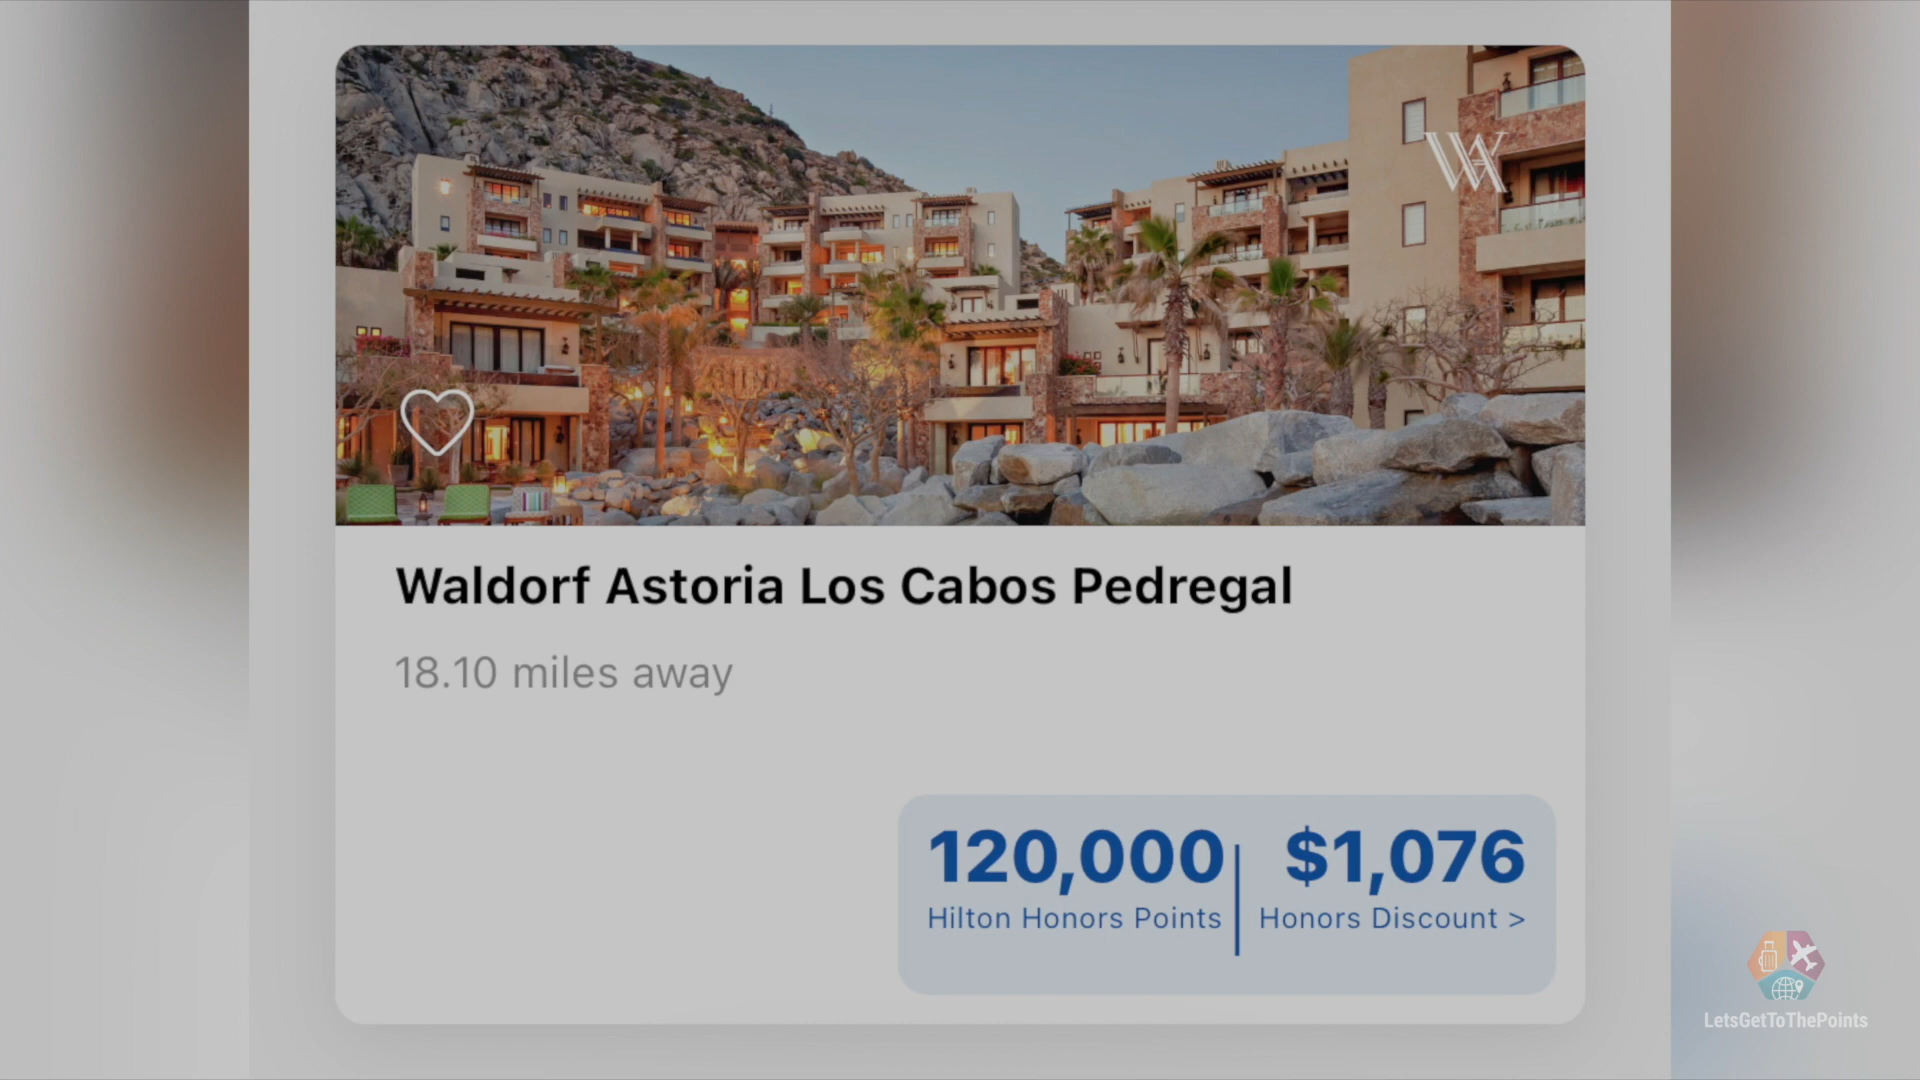 WA
Waldorf Astoria Los Cabos Pedregal
18.10 miles away
120,000
Hilton Honors Points
$1,076
Honors Discount >
LetsGetToThePoints